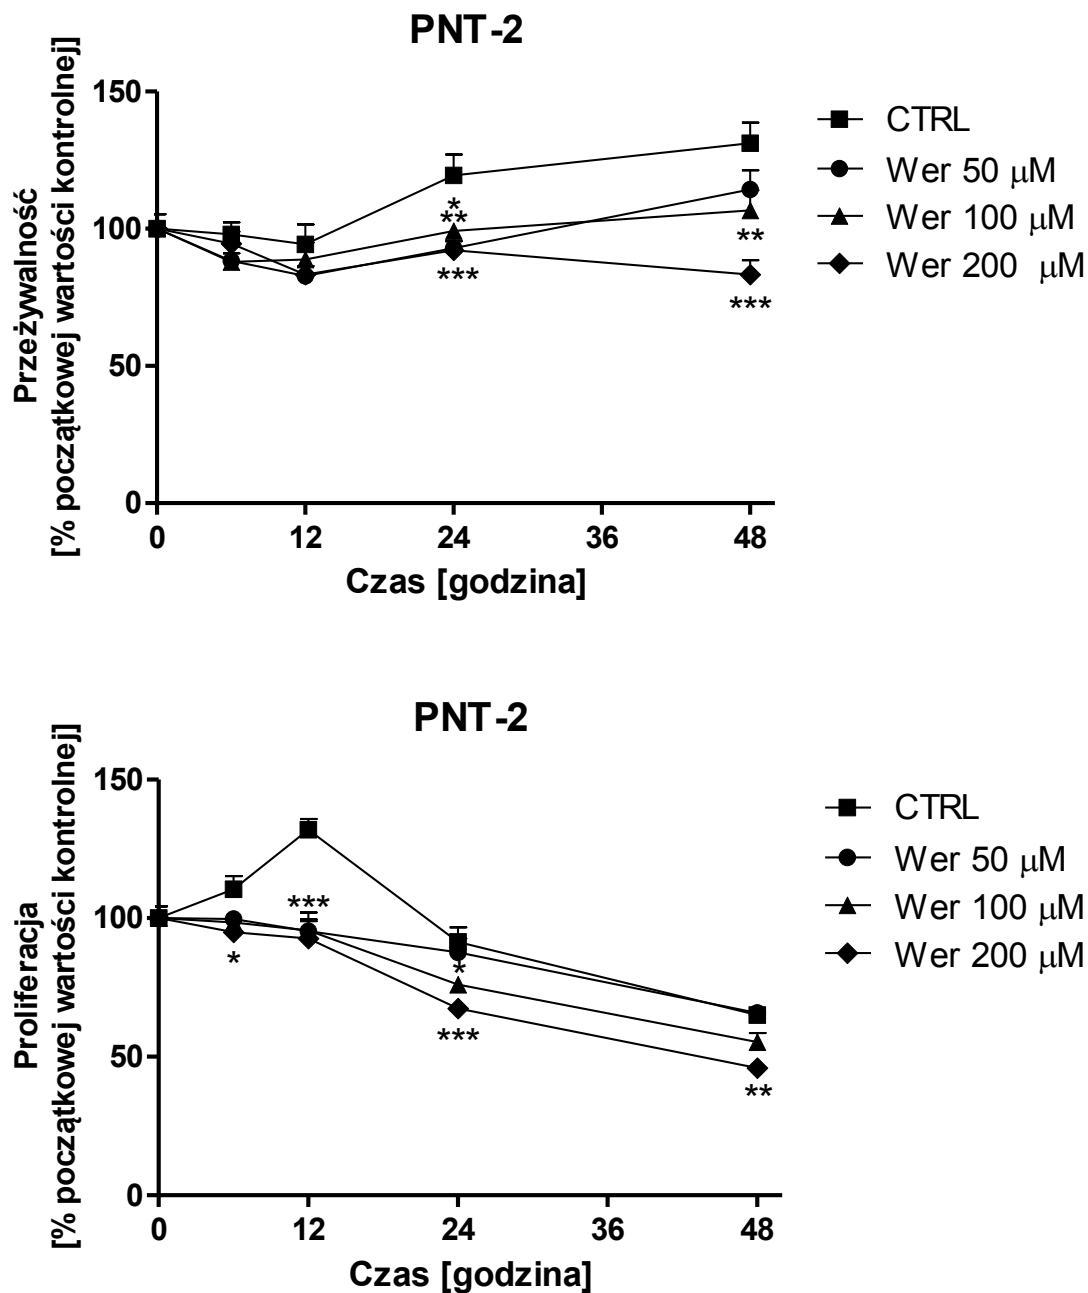 PNT-2
Przeżywalność
[% początkowej wartości kontrolnej]
150
100
50
0
* 
**
***
**
***
0 12 24 36 48
Czas [godzina]
CTRL
Wer 50 μM
Wer 100 μM
Wer 200 μM
PNT-2
Proliferacja
[% początkowej wartości kontrolnej]
150
100
50
0
*
***
*
***
**
0 12 24 36 48
Czas [godzina]
CTRL
Wer 50 μM
Wer 100 μM
Wer 200 μM